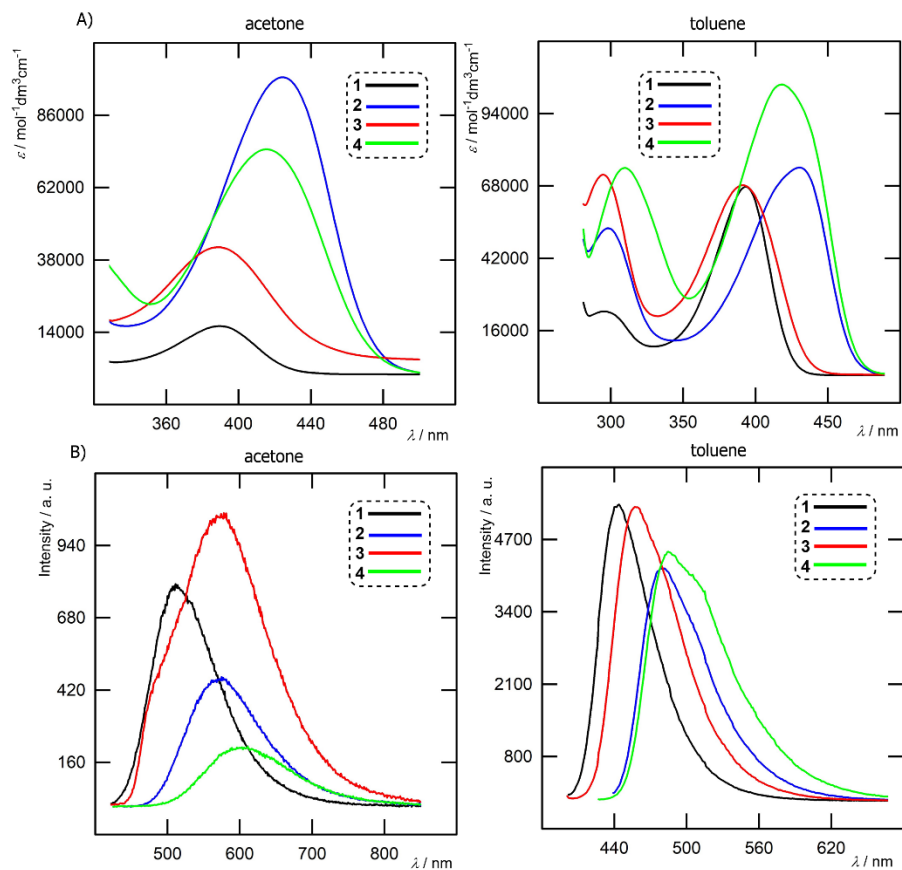 A)
acetone
ε / mol⁻¹dm³cm⁻¹
86000
62000
38000
14000
1
2
3
4
360 400 440 480
λ / nm
toluene
ε / mol⁻¹dm³cm⁻¹
94000
68000
42000
16000
1
2
3
4
300 350 400 450
λ / nm
B)
acetone
Intensity / a. u.
940
680
420
160
1
2
3
4
500 600 700 800
λ / nm
toluene
Intensity / a. u.
4700
3400
2100
800
1
2
3
4
440 500 560 620
λ / nm